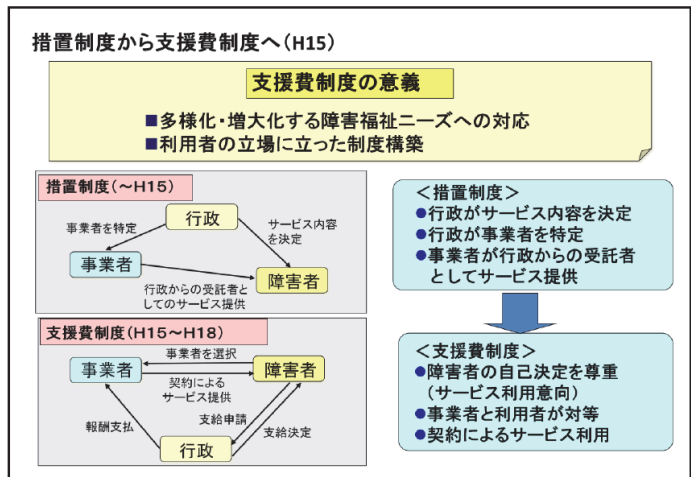 措置制度から支援費制度へ(H15)
支援費制度の意義
■多様化・増大化する障害福祉ニーズへの対応
■利用者の立場に立った制度構築
措置制度(~H15)
行政
事業者を特定
サービス内容
を決定
事業者
障害者
行政からの受託者と
してのサービス提供
支援費制度(H15~H18)
事業者を選択
事業者
障害者
契約による
サービス提供
支給申請
報酬支払
支給決定
行政
<措置制度>
●行政がサービス内容を決定
●行政が事業者を特定
●事業者が行政からの受託者
としてサービス提供
<支援費制度>
●障害者の自己決定を尊重
(サービス利用意向)
●事業者と利用者が対等
●契約によるサービス利用